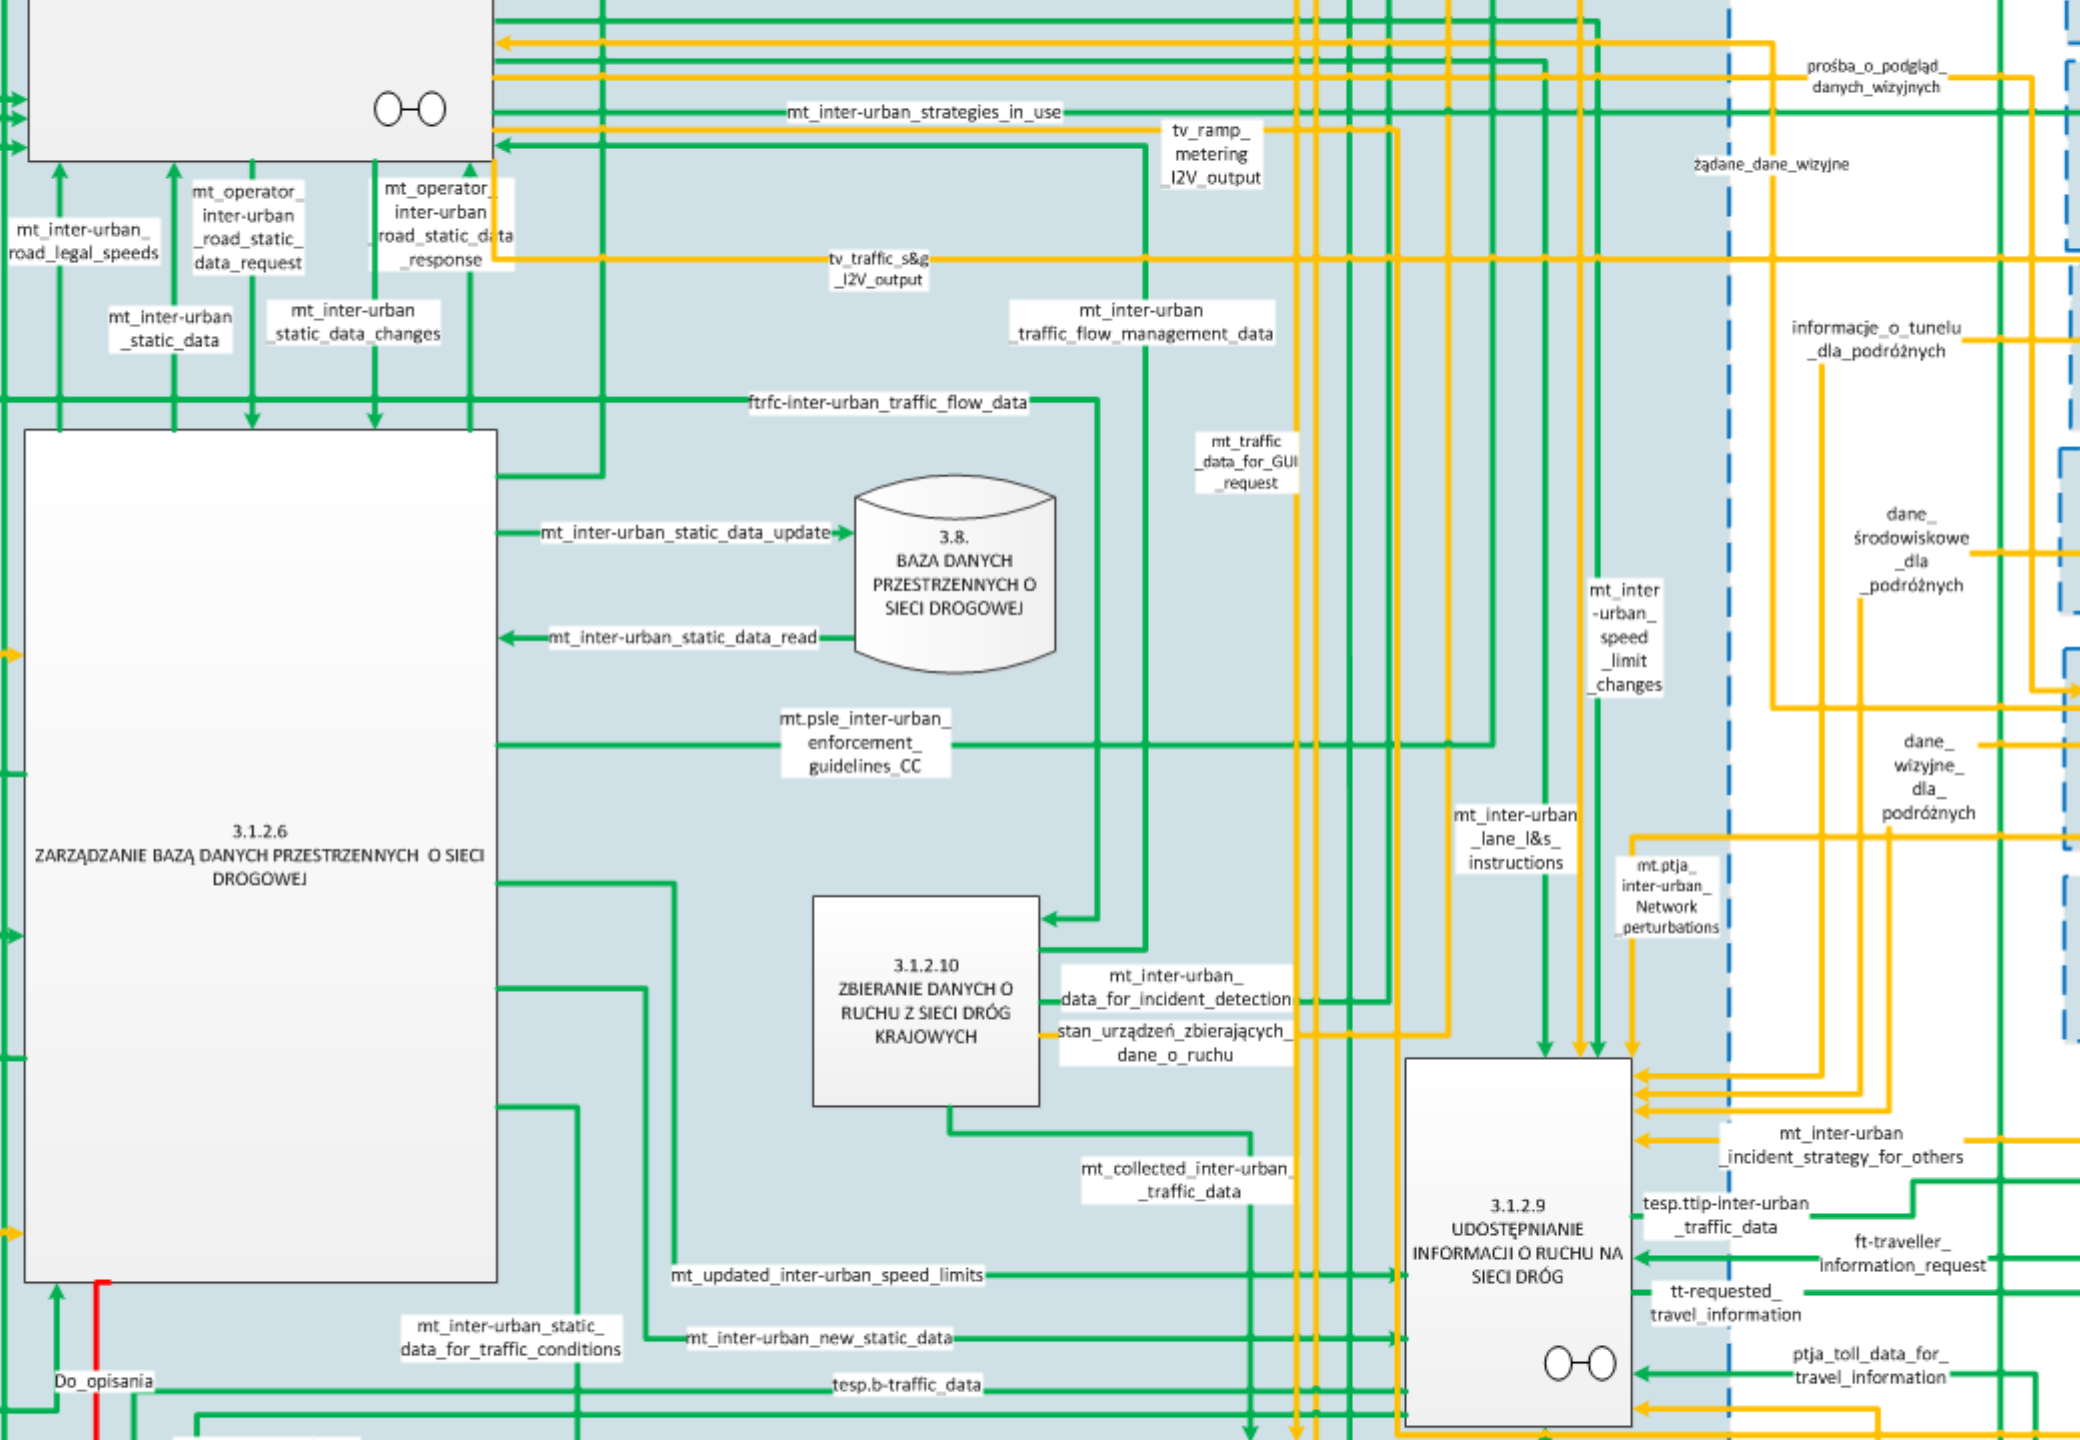 prośba_o_podgląd_
danych_wizyjnych
mt_inter-urban_strategies_in_use
tv_ramp_
metering
_I2V_output
żądane_dane_wizyjne
mt_operator_
inter-urban
_road_static_
data_request
mt_operator_
inter-urban
_road_static_data
_response
mt_inter-urban_
road_legal_speeds
tv_traffic_s&g
_I2V_output
mt_inter-urban
_static_data
mt_inter-urban
_static_data_changes
mt_inter-urban
_traffic_flow_management_data
informacje_o_tunelu
_dla_podróżnych
ftrfc-inter-urban_traffic_flow_data
mt_traffic
_data_for_GUI
_request
mt_inter-urban_static_data_update
3.8.
BAZA DANYCH
PRZESTRZENNYCH O
SIECI DROGOWEJ
dane_
środowiskowe
_dla
_podróżnych
mt_inter-urban_static_data_read
mt_inter
-urban_
speed
_limit
_changes
mt.psle_inter-urban_
enforcement_
guidelines_CC
dane_
wizyjne_
dla_
podróżnych
3.1.2.6
ZARZĄDZANIE BAZĄ DANYCH PRZESTRZENNYCH O SIECI
DROGOWEJ
mt_inter-urban
_lane_l&s_
instructions
mt.ptja_
inter-urban_
Network
_perturbations
3.1.2.10
ZBIERANIE DANYCH O
RUCHU Z SIECI DRÓG
KRAJOWYCH
mt_inter-urban_
data_for_incident_detection
stan_urządzeń_zbierających_
dane_o_ruchu
mt_collected_inter-urban_
_traffic_data
mt_inter-urban
_incident_strategy_for_others
3.1.2.9
UDOSTĘPNIANIE
INFORMACJI O RUCHU NA
SIECI DRÓG
tesp.ttip-inter-urban
_traffic_data
ft-traveller_
information_request
tt-requested_
travel_information
mt_updated_inter-urban_speed_limits
mt_inter-urban_static_
data_for_traffic_conditions
mt_inter-urban_new_static_data
ptja_toll_data_for_
travel_information
Do_opisania
tesp.b-traffic_data